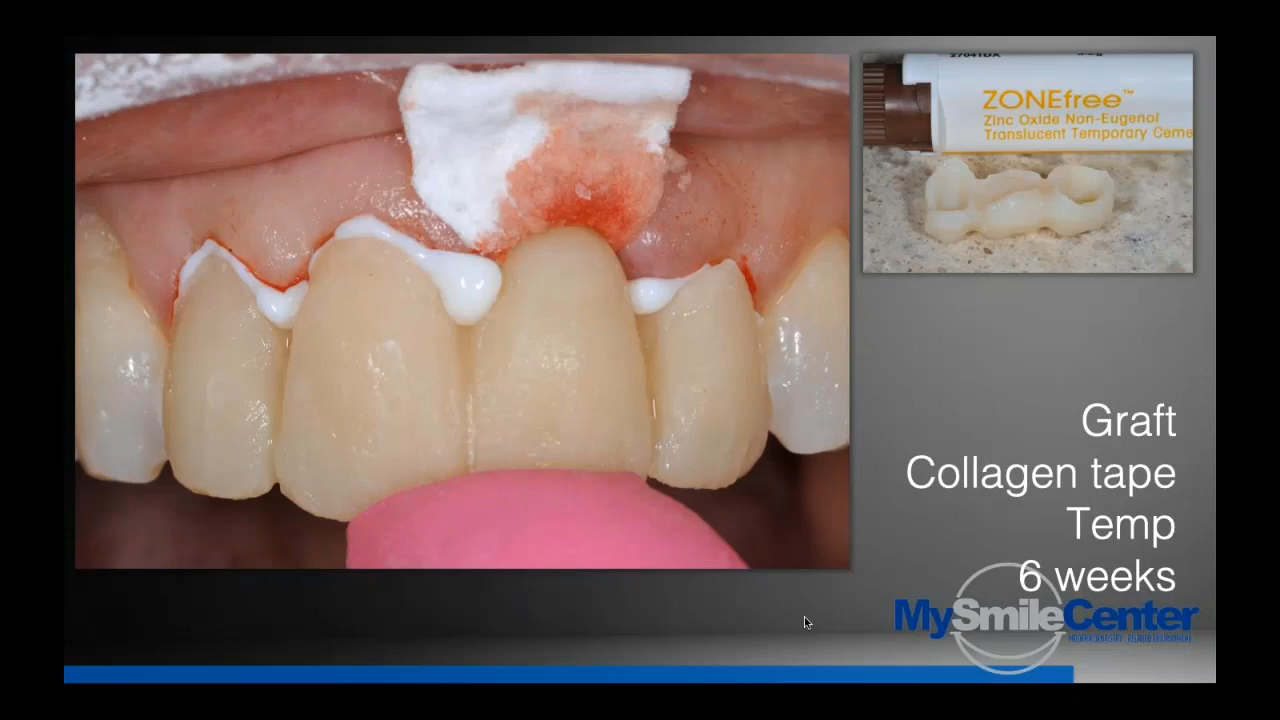 ZONEfree™
Zinc Oxide Non-Eugenol
Translucent Temporary Ceme
Graft
Collagen tape
Temp
6 weeks
MySmileCenter